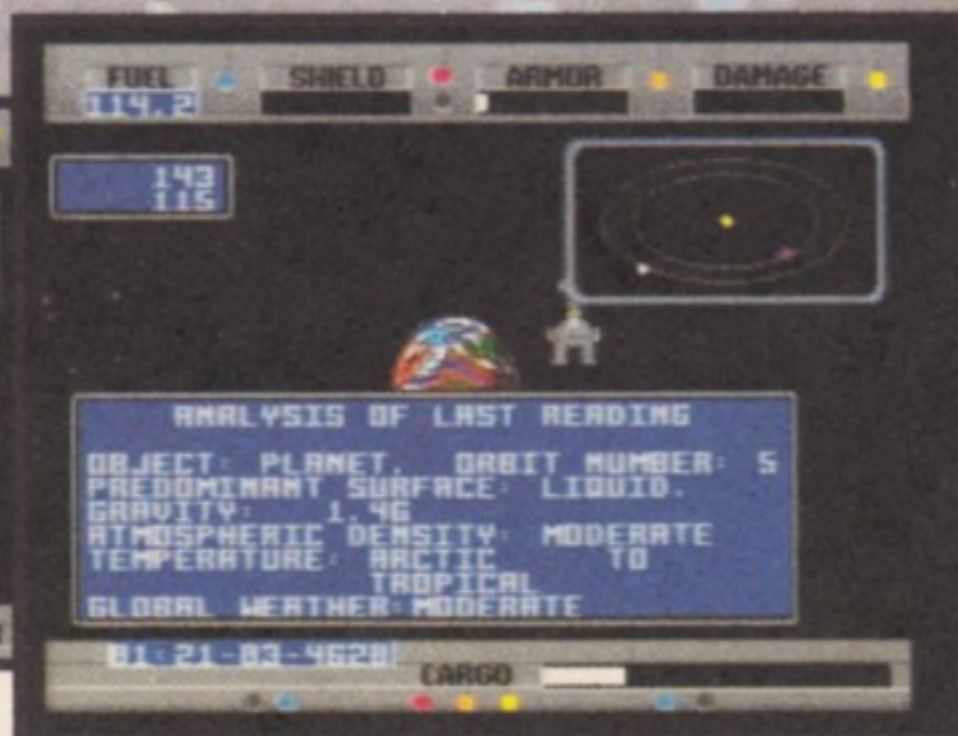 FUEL SHIELD ARMOR DAMAGE
114.2
143
115
ANALYSIS OF LAST READING
OBJECT: PLANET. ORBIT NUMBER: 5
PREDOMINANT SURFACE: LIQUID.
GRAVITY: 1.4G
ATMOSPHERIC DENSITY: MODERATE
TEMPERATURE: ARCTIC TO
TROPICAL
GLOBAL WEATHER:MODERATE
01:21-03-4620
CARGO